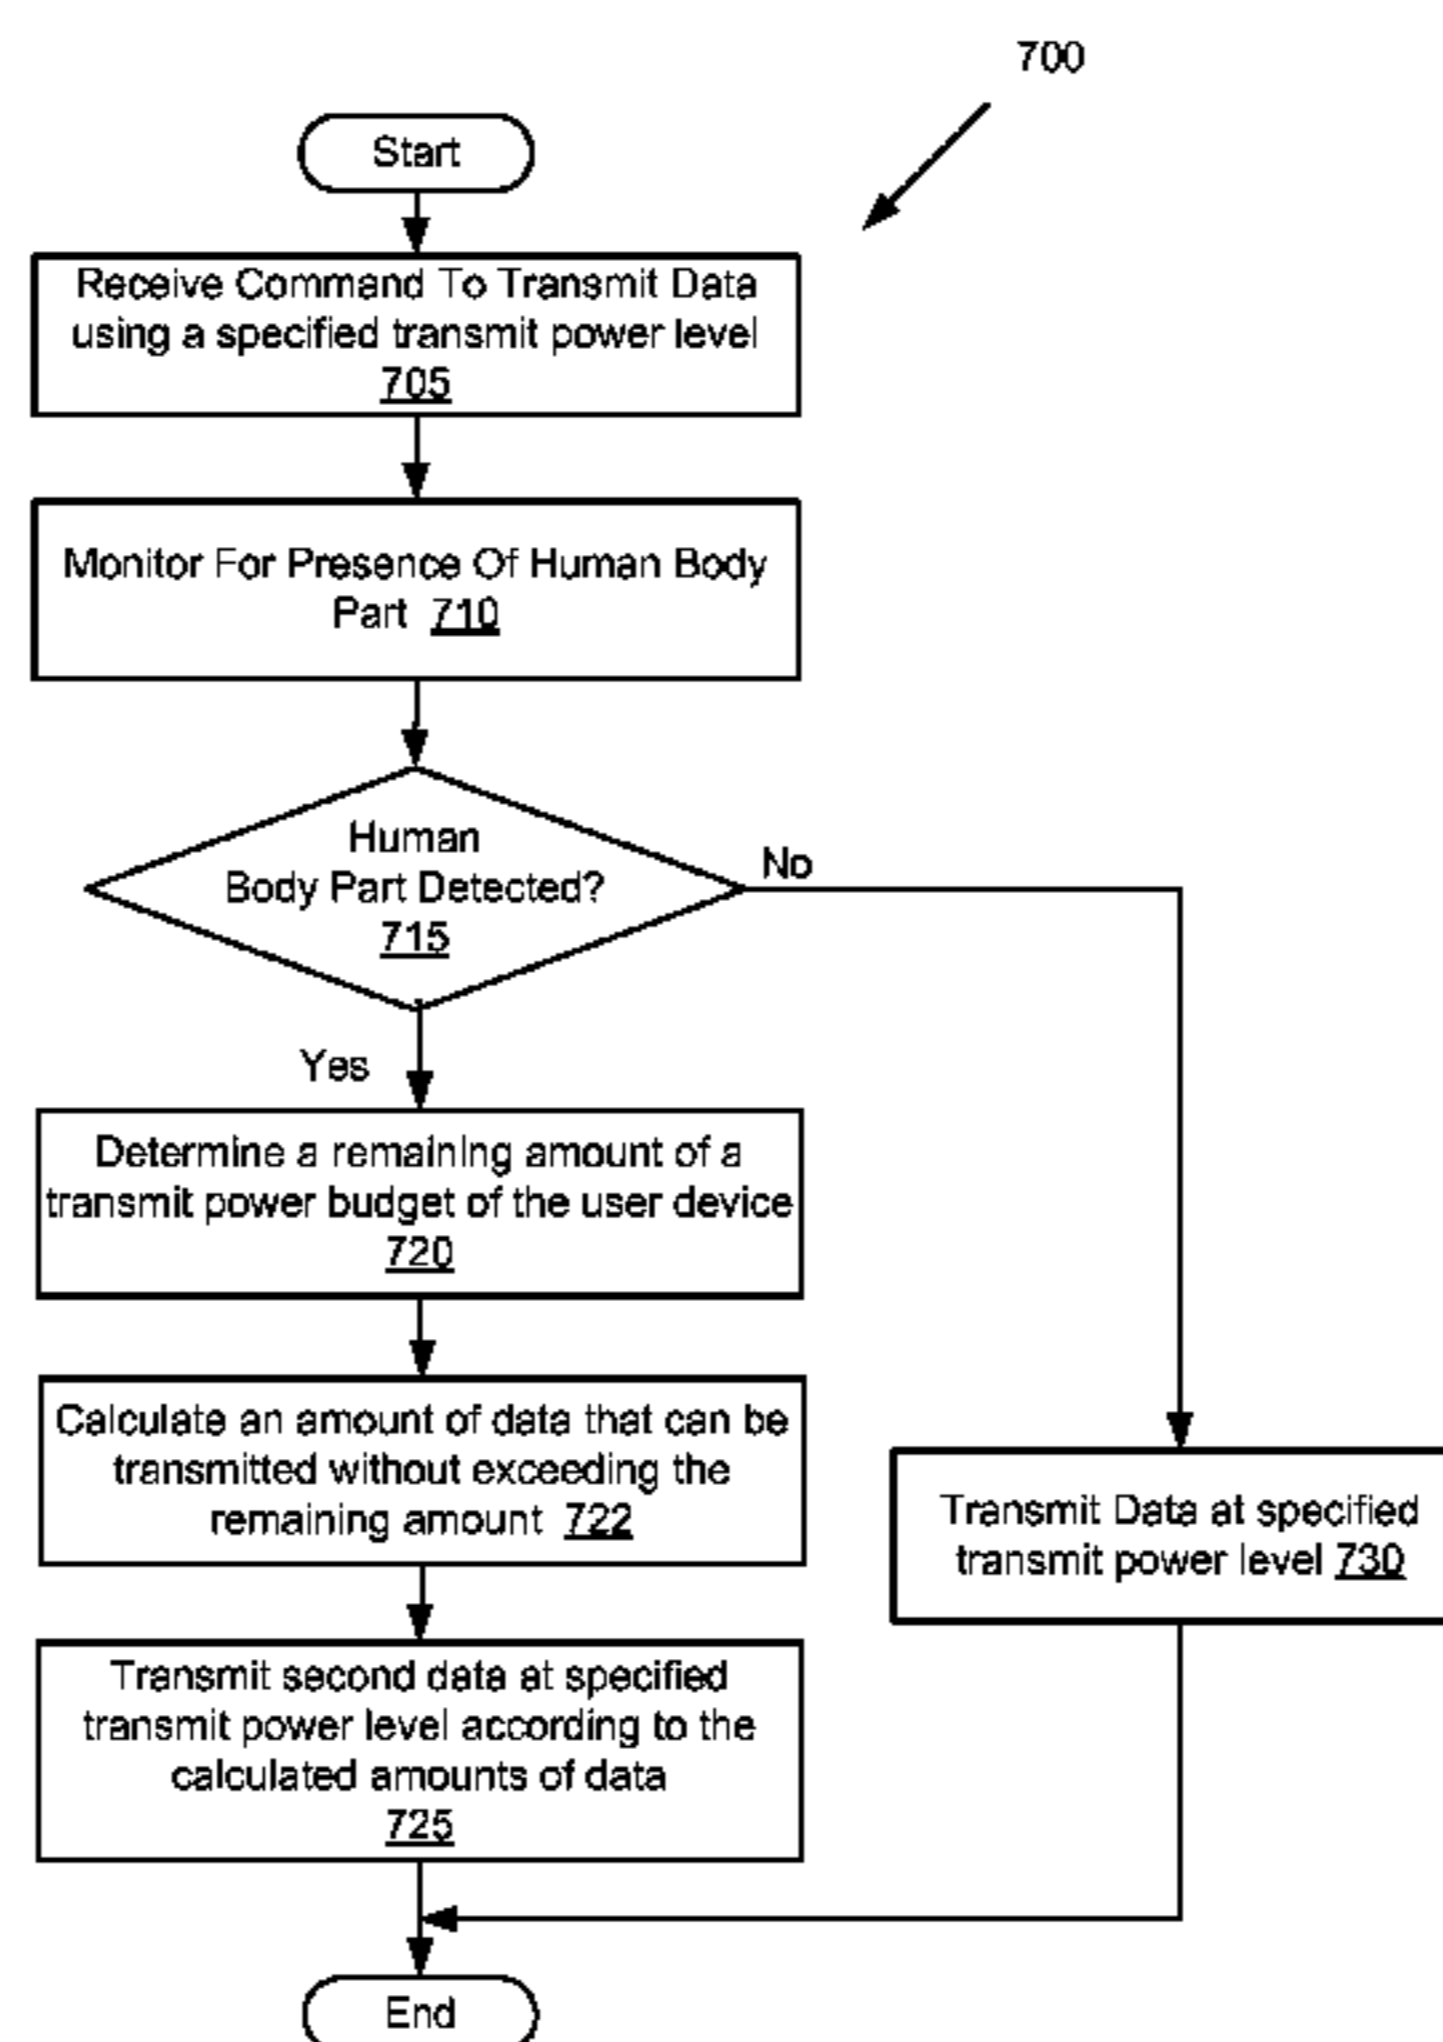 700
Start
Receive Command To Transmit Data
using a specified transmit power level
705
Monitor For Presence Of Human Body
Part 710
Human
Body Part Detected?
715
No
Yes
Determine a remaining amount of a
transmit power budget of the user device
720
Calculate an amount of data that can be
transmitted without exceeding the
remaining amount 722
Transmit Data at specified
transmit power level 730
Transmit second data at specified
transmit power level according to the
calculated amounts of data
725
End